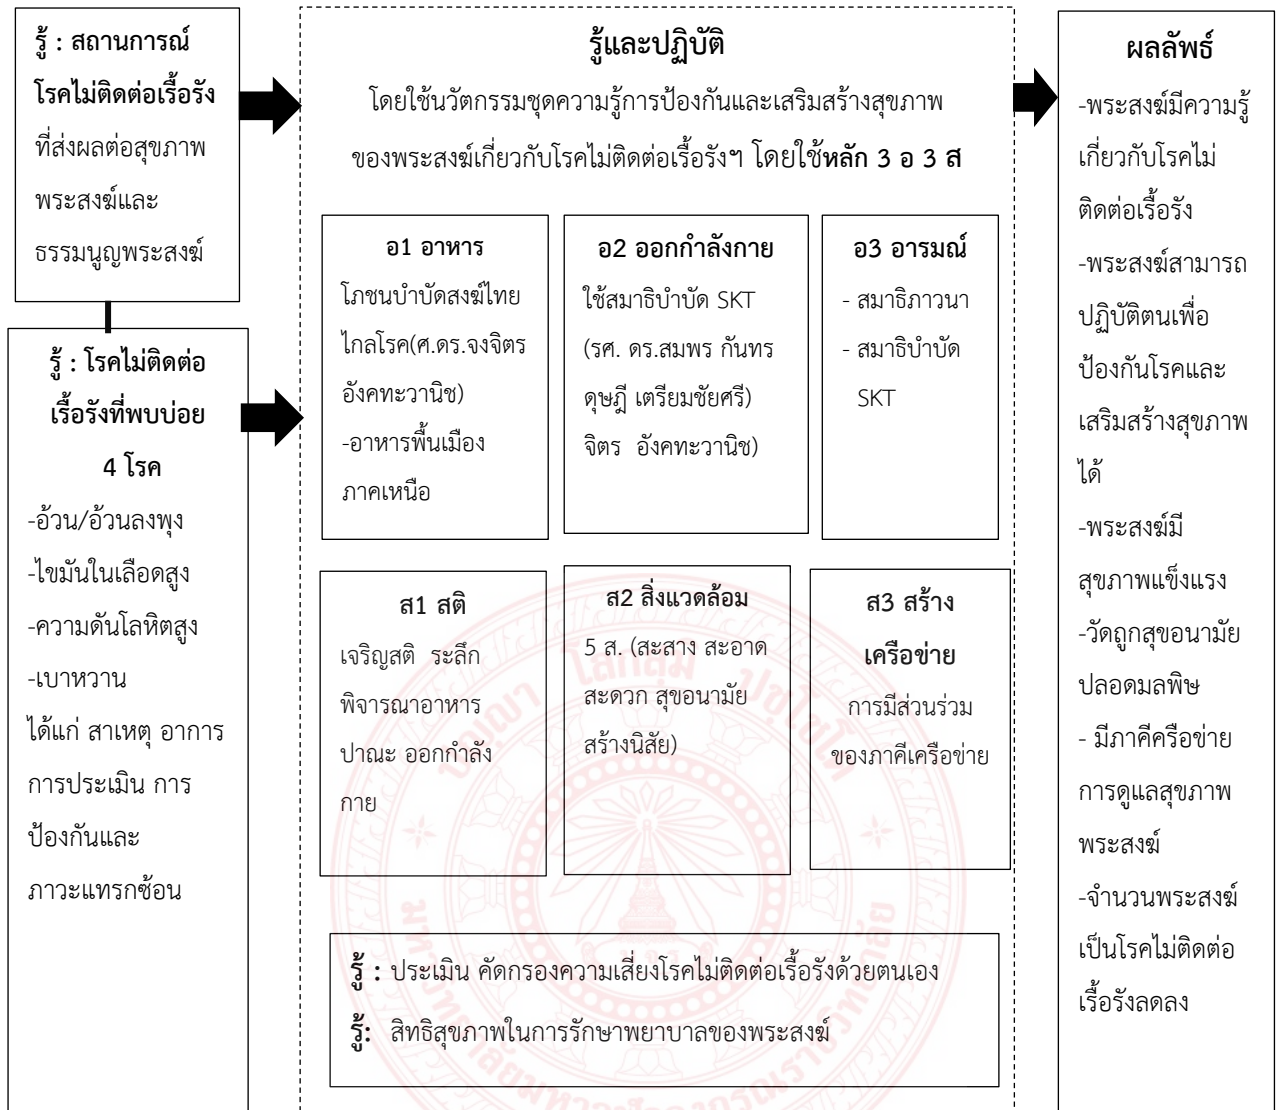 รู้ : สถานการณ์
โรคไม่ติดต่อเรื้อรัง
ที่ส่งผลต่อสุขภาพ
พระสงฆ์และ
ธรรมนูญพระสงฆ์
รู้ : โรคไม่ติดต่อ
เรื้อรังที่พบบ่อย
4 โรค
-อ้วน/อ้วนลงพุง
-ไขมันในเลือดสูง
-ความดันโลหิตสูง
-เบาหวาน
ได้แก่ สาเหตุ อาการ
การประเมิน การ
ป้องกันและ
ภาวะแทรกซ้อน
รู้และปฏิบัติ
โดยใช้นวัตกรรมชุดความรู้การป้องกันและเสริมสร้างสุขภาพ
ของพระสงฆ์เกี่ยวกับโรคไม่ติดต่อเรื้อรังฯ โดยใช้หลัก 3 อ 3 ส
อ1 อาหาร
โภชนบำบัดสงฆ์ไทย
ไกลโรค(ศ.ดร.จงจิตร
อังคทะวานิช)
-อาหารพื้นเมือง
ภาคเหนือ
อ2 ออกกำลังกาย
ใช้สมาธิบำบัด SKT
(รศ. ดร.สมพร กันทร
ดุษฎี เตรียมชัยศรี)
จิตร อังคทะวานิช)
อ3 อารมณ์
- สมาธิภาวนา
- สมาธิบำบัด
SKT
ส1 สติ
เจริญสติ ระลึก
พิจารณาอาหาร
ปาณะ ออกกำลัง
กาย
ส2 สิ่งแวดล้อม
5 ส. (สะสาง สะอาด
สะดวก สุขอนามัย
สร้างนิสัย)
ส3 สร้าง
เครือข่าย
การมีส่วนร่วม
ของภาคีเครือข่าย
รู้ : ประเมิน คัดกรองความเสี่ยงโรคไม่ติดต่อเรื้อรังด้วยตนเอง
รู้: สิทธิสุขภาพในการรักษาพยาบาลของพระสงฆ์
ผลลัพธ์
-พระสงฆ์มีความรู้
เกี่ยวกับโรคไม่
ติดต่อเรื้อรัง
-พระสงฆ์สามารถ
ปฏิบัติตนเพื่อ
ป้องกันโรคและ
เสริมสร้างสุขภาพ
ได้
-พระสงฆ์มี
สุขภาพแข็งแรง
-วัดถูกสุขอนามัย
ปลอดมลพิษ
- มีภาคีครือข่าย
การดูแลสุขภาพ
พระสงฆ์
-จำนวนพระสงฆ์
เป็นโรคไม่ติดต่อ
เรื้อรังลดลง